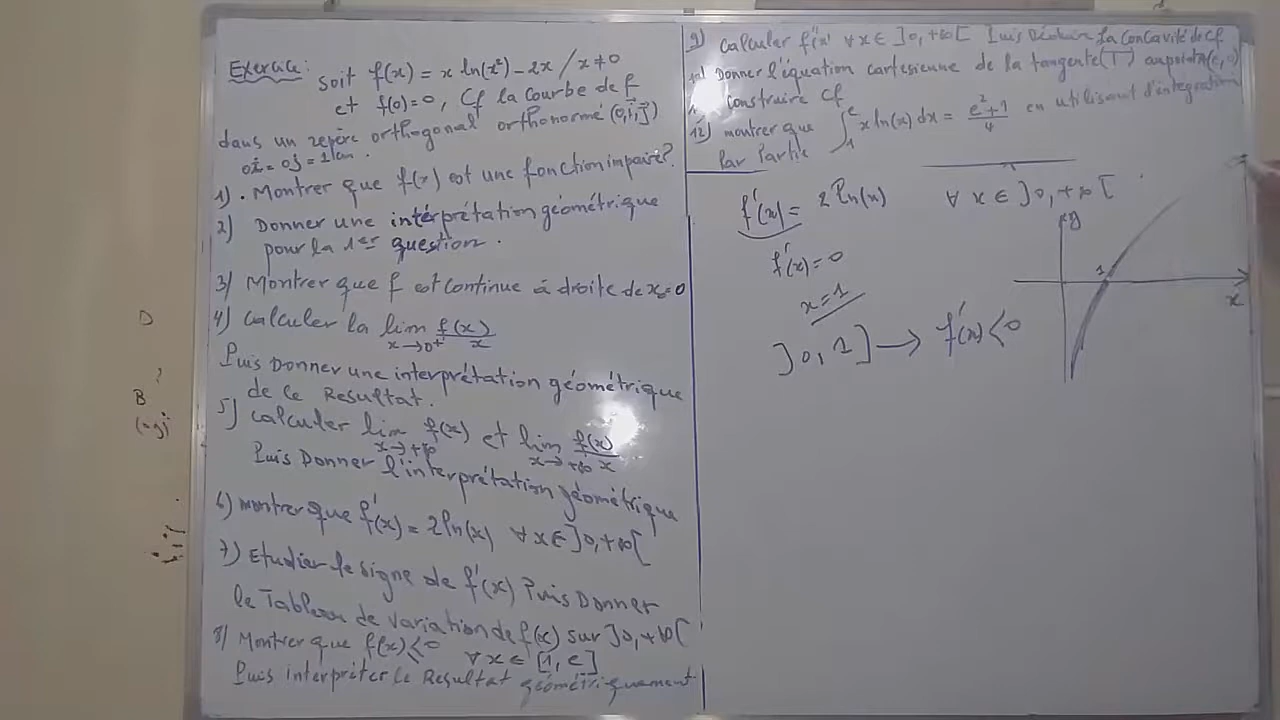 Exercice: Soit f(x) = x ln(x²) - 2x / x ≠ 0
et f(0)=0, Cf la Courbe de f
dans un repère orthogonal orthonormé (o,i,j)
oi = oj = 1cm.
1) . Montrer que f(x) est une fonction impaire?
2) Donner une intérprétation géométrique
pour la 1er question.
3) Montrer que f est continue à droite de x0=0
4) calculer la lim f(x)/x
x→0+
Puis Donner une interprétation géométrique
de ce Resultat.
5) calculer lim f(x) et lim f(x)/x
x→+∞ x→+∞
Puis Donner l'interprétation géométrique
6) montrer que f'(x) = 2ln(x) ∀x∈]0,+∞[
7) Etudier le signe de f'(x) Puis Donner
le Tableau de variation de f(x) sur ]0,+∞[
8) Montrer que f(x)≤0 ∀x∈[1,e]
Puis interpréter le Resultat géométriquement
9) calculer f''(x) ∀x∈]0,+∞[ Puis Déduire la Concavité de Cf
Donner l'équation cartesienne de la tangente (T) au point (e,0)
construire Cf
12) montrer que ∫₁ᵉ x ln(x) dx = (e²+1)/4 en utilisant d'intégration
Par Partie
f'(x) = 2 ln(x) ∀ x ∈ ]0,+∞[
f'(x)=0
x=1
]0,1] → f'(x)≤0
y
1
x
D
?
B